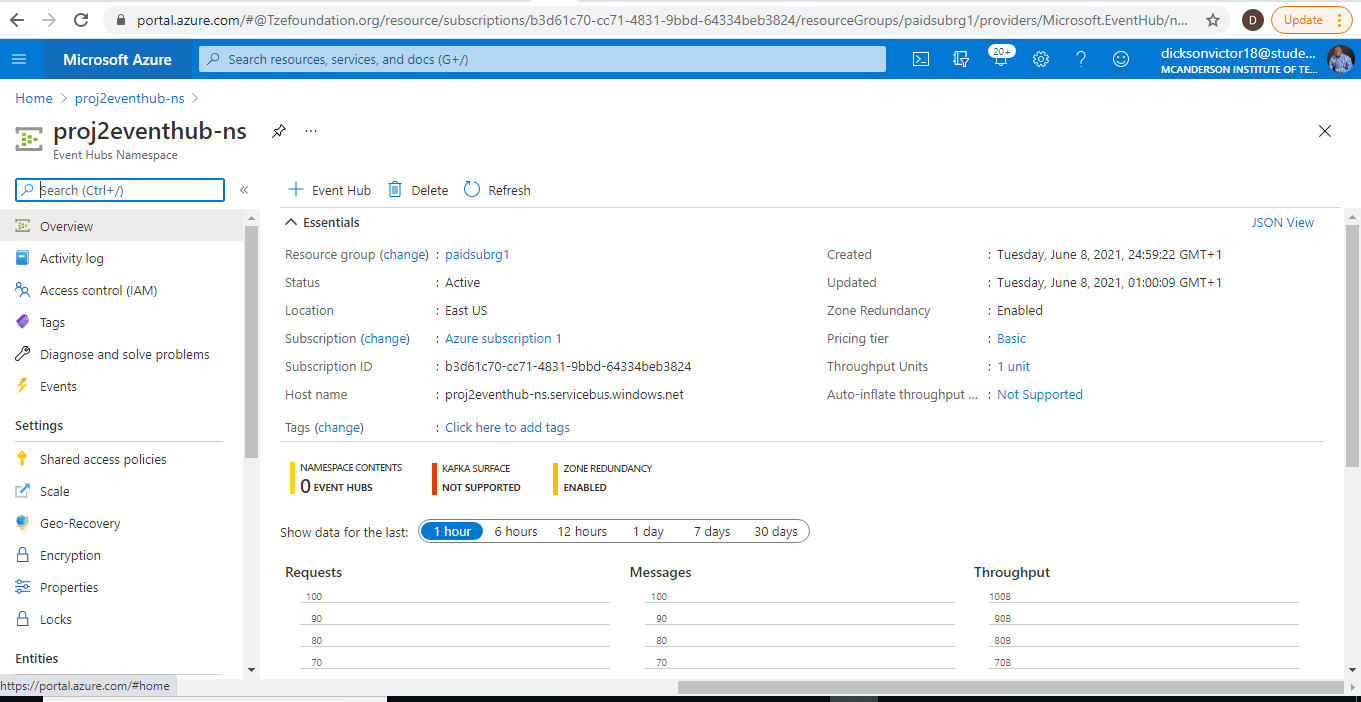 portal.azure.com/#@Tzefoundation.org/resource/subscriptions/b3d61c70-cc71-4831-9bbd-64334beb3824/resourceGroups/paidsubrg1/providers/Microsoft.EventHub/n...
D
Update
Microsoft Azure
Search resources, services, and docs (G+/)
20+
dicksonvictor18@stude...
MCANDERSON INSTITUTE OF TE...
Home > proj2eventhub-ns >
proj2eventhub-ns
...
Event Hubs Namespace
Search (Ctrl+/)
«
Overview
Activity log
Access control (IAM)
Tags
Diagnose and solve problems
Events
Settings
Shared access policies
Scale
Geo-Recovery
Encryption
Properties
Locks
Entities
https://portal.azure.com/#home
+ Event Hub Delete Refresh
Essentials
JSON View
Resource group (change) : paidsubrg1
Status : Active
Location : East US
Subscription (change) : Azure subscription 1
Subscription ID : b3d61c70-cc71-4831-9bbd-64334beb3824
Host name : proj2eventhub-ns.servicebus.windows.net
Tags (change) : Click here to add tags
Created : Tuesday, June 8, 2021, 24:59:22 GMT+1
Updated : Tuesday, June 8, 2021, 01:00:09 GMT+1
Zone Redundancy : Enabled
Pricing tier : Basic
Throughput Units : 1 unit
Auto-inflate throughput ... : Not Supported
NAMESPACE CONTENTS
0 EVENT HUBS
KAFKA SURFACE
NOT SUPPORTED
ZONE REDUNDANCY
ENABLED
Show data for the last: 1 hour 6 hours 12 hours 1 day 7 days 30 days
Requests
100
90
80
70
Messages
100
90
80
70
Throughput
100B
90B
80B
70B